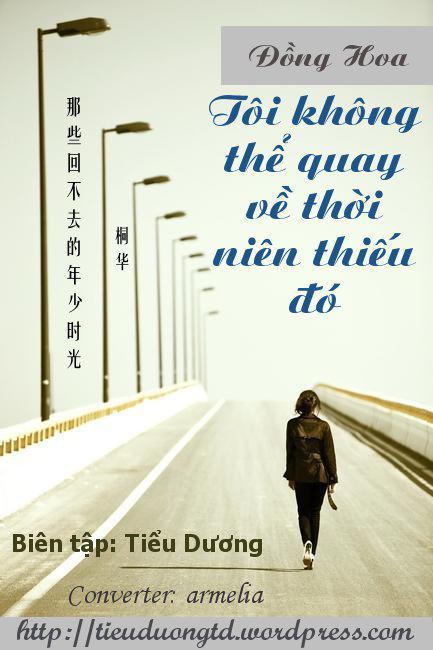 Đồng Hoa
Tôi không
thể quay
về thời
niên thiếu
đó
那些回不去的年少时光
桐华
Biên tập: Tiểu Dương
Converter: armelia
http://tieuduongtd.wordpress.com